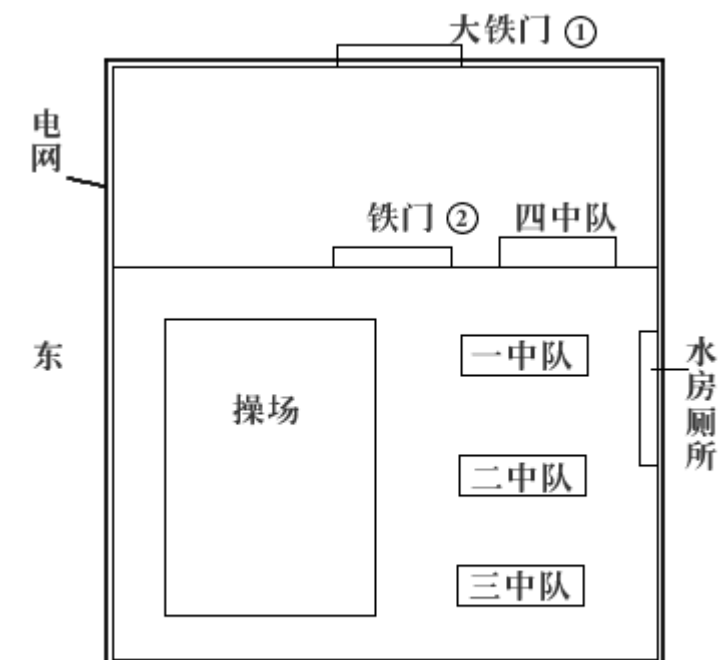 大铁门 ①
电网
铁门 ②
四中队
东
一中队
水房厕所
操场
二中队
三中队